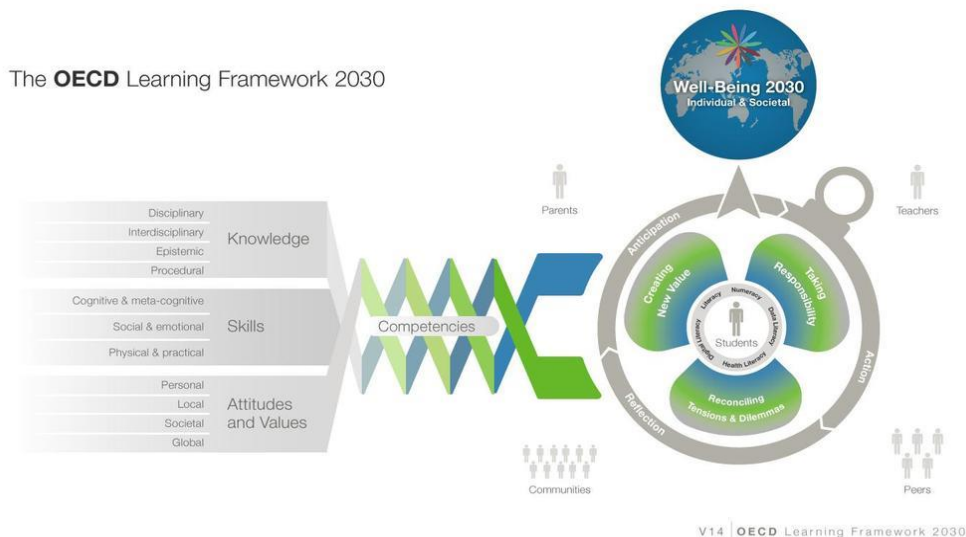 The OECD Learning Framework 2030
Well-Being 2030
Individual & Societal
Parents
Teachers
Disciplinary
Interdisciplinary
Epistemic
Procedural
Knowledge
Cognitive & meta-cognitive
Social & emotional
Physical & practical
Skills
Personal
Local
Societal
Global
Attitudes
and Values
Competencies
Anticipation
Action
Reflection
Creating
New Value
Taking
Responsibility
Reconciling
Tensions & Dilemmas
Literacy
Numeracy
Data Literacy
Health Literacy
Digital Literacy
Students
Communities
Peers
V14 | OECD Learning Framework 2030